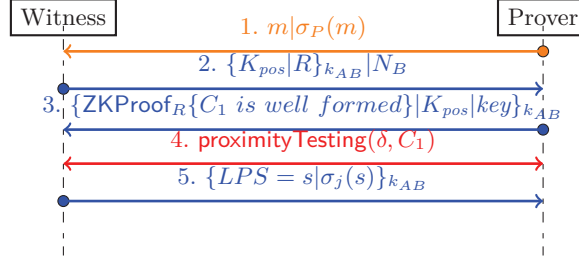 Witness Prover
1. m|σ_P(m)
2. {K_pos|R}_{k_AB}|N_B
3. {ZKProof_R{C_1 is well formed}|K_pos|key}_{k_AB}
4. proximityTesting(δ, C_1)
5. {LPS = s|σ_j(s)}_{k_AB}